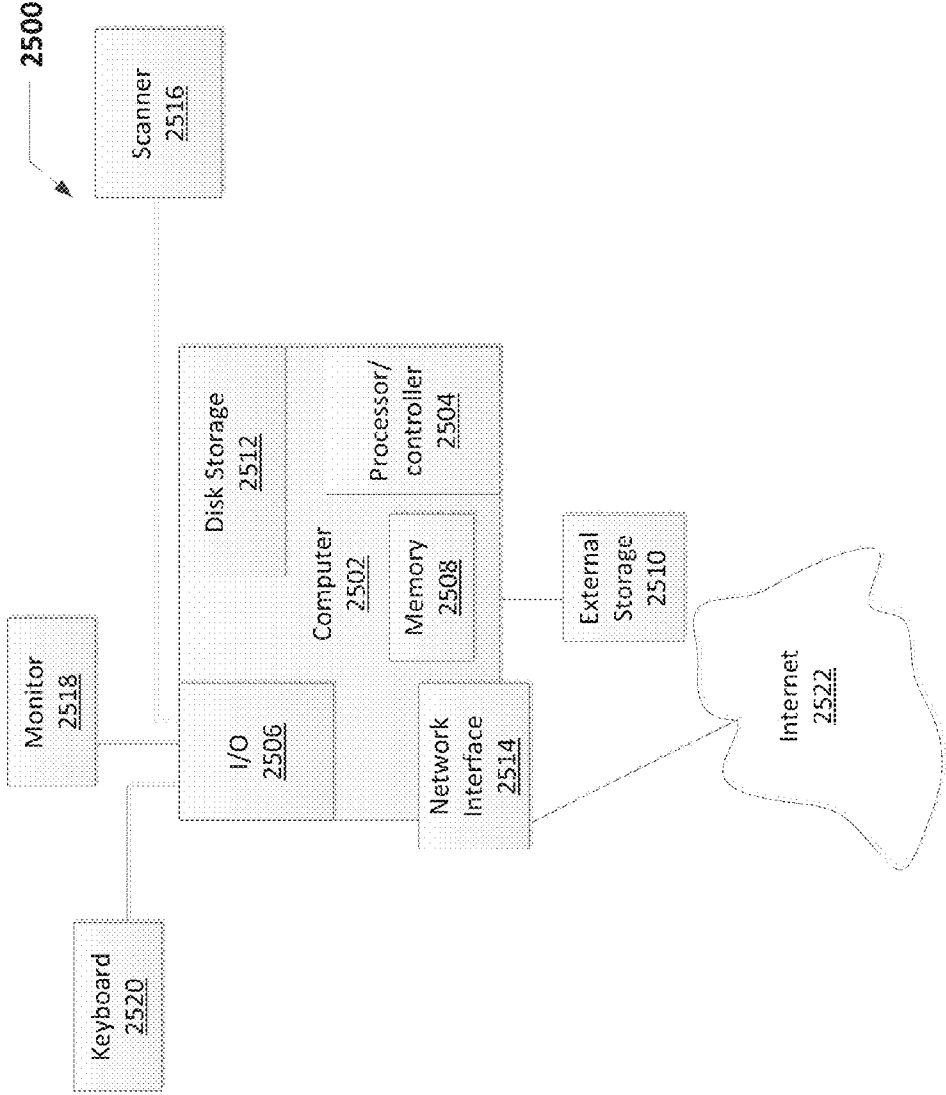 2500
Keyboard
2520
Monitor
2518
Scanner
2516
I/O
2506
Disk Storage
2512
Computer
2502
Network
Interface
2514
Memory
2508
Processor/
controller
2504
External
Storage
2510
Internet
2522